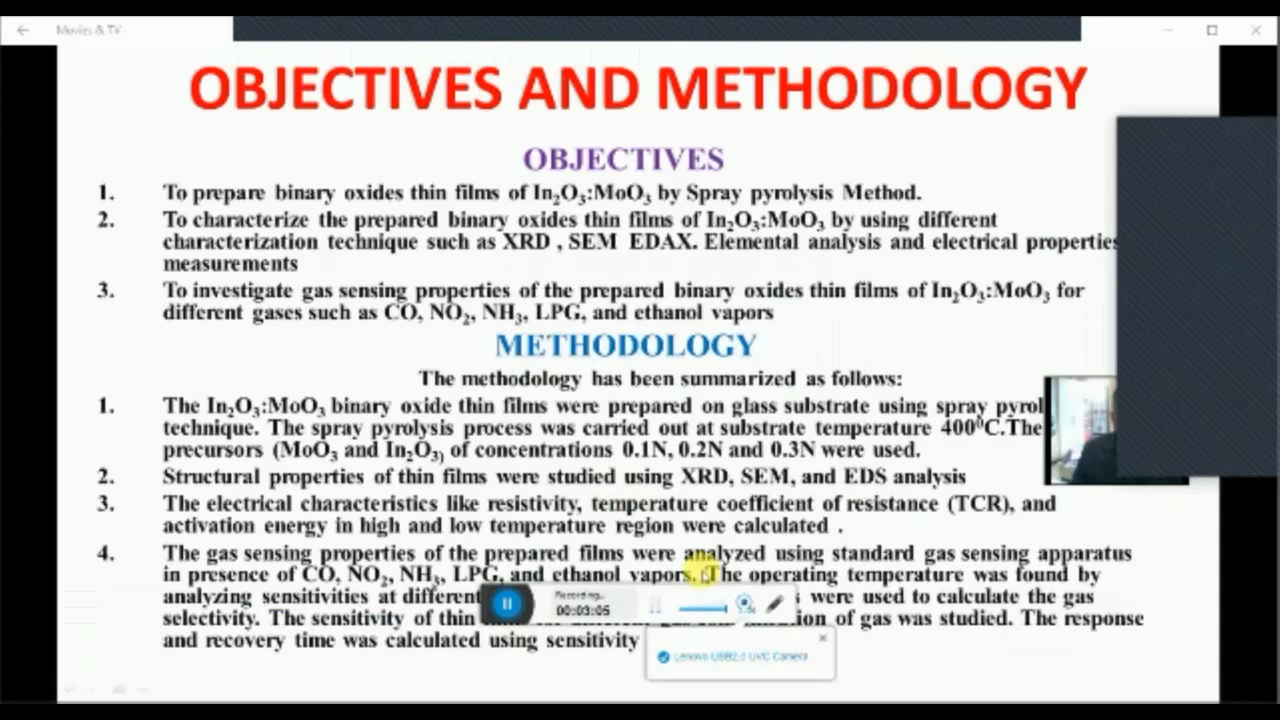 Movies & TV
OBJECTIVES AND METHODOLOGY
OBJECTIVES
1. To prepare binary oxides thin films of In₂O₃:MoO₃ by Spray pyrolysis Method.
2. To characterize the prepared binary oxides thin films of In₂O₃:MoO₃ by using different
characterization technique such as XRD , SEM EDAX. Elemental analysis and electrical properties
measurements
3. To investigate gas sensing properties of the prepared binary oxides thin films of In₂O₃:MoO₃ for
different gases such as CO, NO₂, NH₃, LPG, and ethanol vapors
METHODOLOGY
The methodology has been summarized as follows:
1. The In₂O₃:MoO₃ binary oxide thin films were prepared on glass substrate using spray pyrol
technique. The spray pyrolysis process was carried out at substrate temperature 400⁰C.The
precursors (MoO₃ and In₂O₃₎ of concentrations 0.1N, 0.2N and 0.3N were used.
2. Structural properties of thin films were studied using XRD, SEM, and EDS analysis
3. The electrical characteristics like resistivity, temperature coefficient of resistance (TCR), and
activation energy in high and low temperature region were calculated .
4. The gas sensing properties of the prepared films were analyzed using standard gas sensing apparatus
in presence of CO, NO₂, NH₃, LPG, and ethanol vapors. The operating temperature was found by
analyzing sensitivities at different were used to calculate the gas
selectivity. The sensitivity of thin of gas was studied. The response
and recovery time was calculated using sensitivity
Recording...
00:03:05
Lenovo USB2.0 UVC Camera